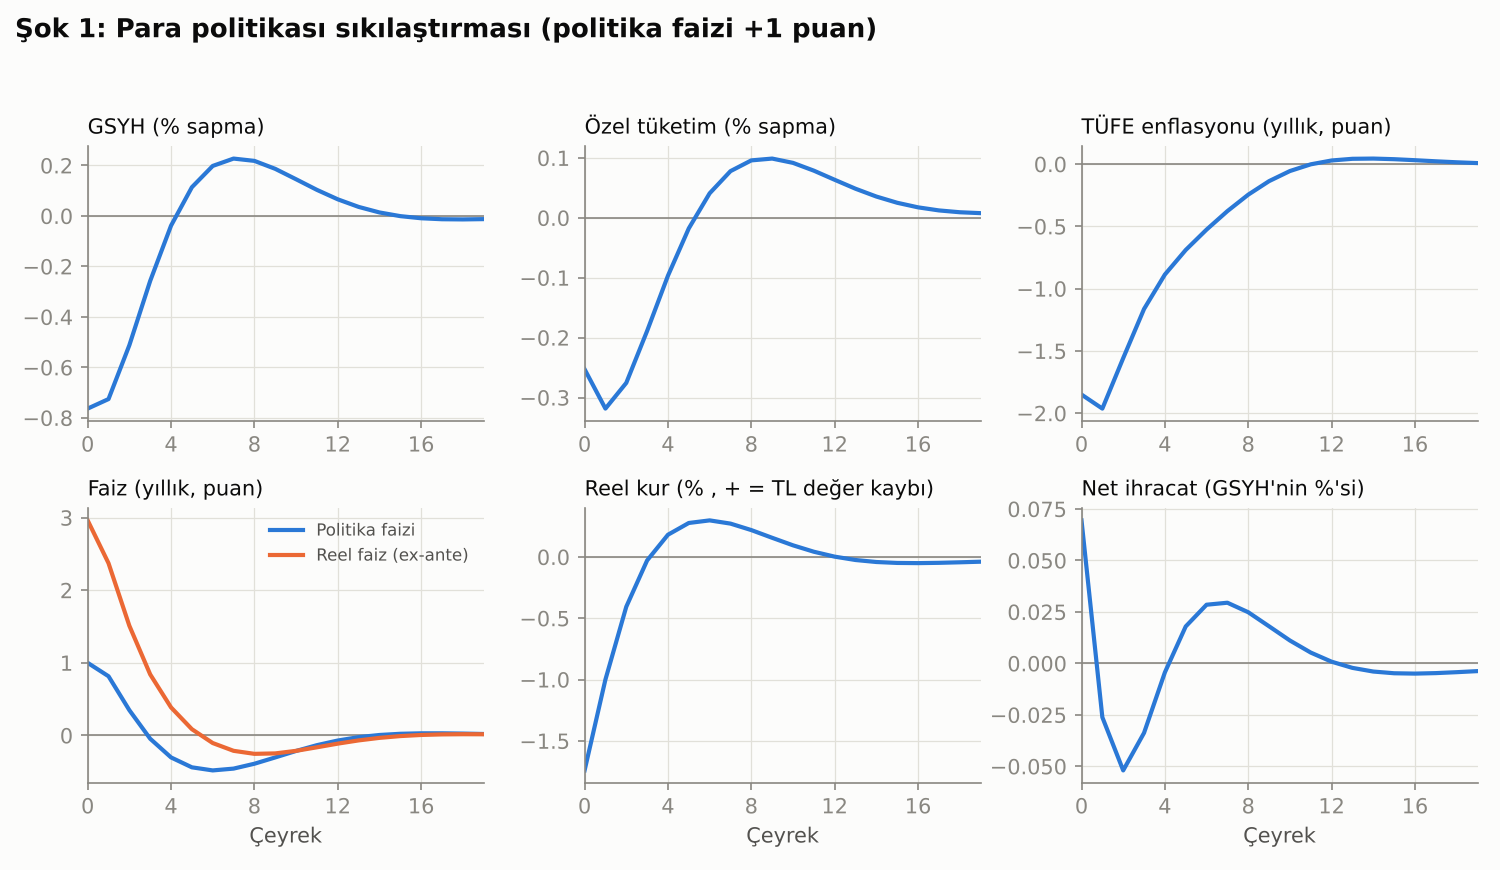 Şok 1: Para politikası sıkılaştırması (politika faizi +1 puan)
GSYH (% sapma)
0.2
0.0
−0.2
−0.4
−0.6
−0.8
0 4 8 12 16
Özel tüketim (% sapma)
0.1
0.0
−0.1
−0.2
−0.3
0 4 8 12 16
TÜFE enflasyonu (yıllık, puan)
0.0
−0.5
−1.0
−1.5
−2.0
0 4 8 12 16
Faiz (yıllık, puan)
3
2
1
0
Politika faizi
Reel faiz (ex-ante)
0 4 8 12 16
Çeyrek
Reel kur (% , + = TL değer kaybı)
0.0
−0.5
−1.0
−1.5
0 4 8 12 16
Çeyrek
Net ihracat (GSYH'nin %'si)
0.075
0.050
0.025
0.000
−0.025
−0.050
0 4 8 12 16
Çeyrek